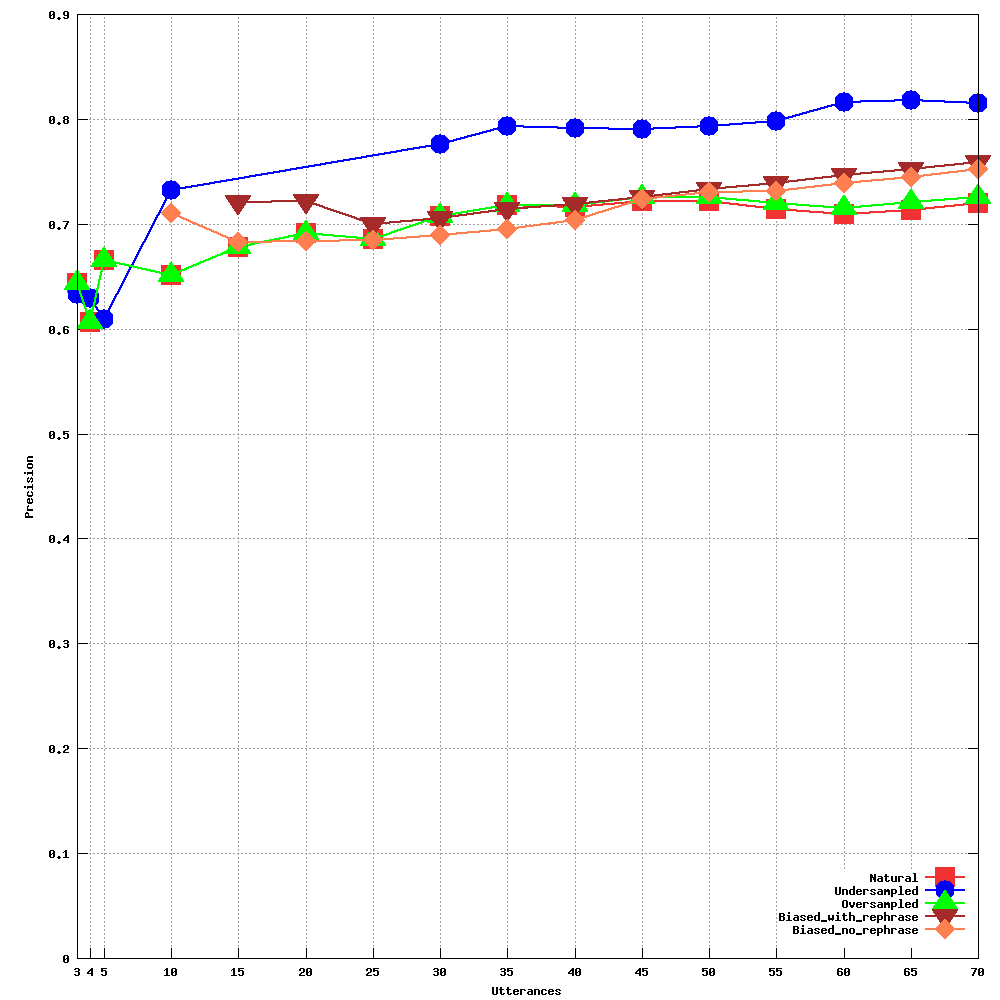 0.9
0.8
0.7
0.6
0.5
0.4
0.3
0.2
0.1
0
Precision
3 4 5 10 15 20 25 30 35 40 45 50 55 60 65 70
Utterances
Natural
Undersampled
Oversampled
Biased_with_rephrase
Biased_no_rephrase